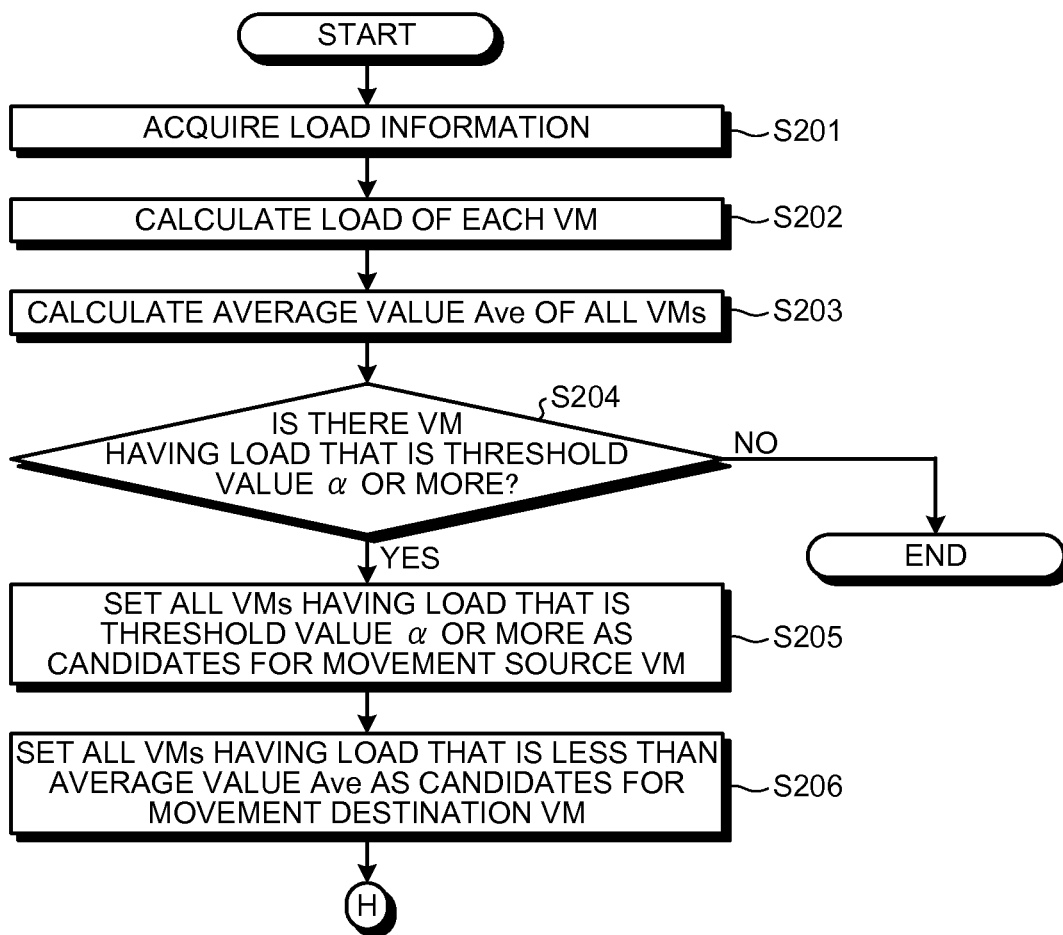 START
ACQUIRE LOAD INFORMATION
S201
CALCULATE LOAD OF EACH VM
S202
CALCULATE AVERAGE VALUE Ave OF ALL VMs
S203
S204
IS THERE VM
HAVING LOAD THAT IS THRESHOLD
VALUE α OR MORE?
NO
END
YES
SET ALL VMs HAVING LOAD THAT IS
THRESHOLD VALUE α OR MORE AS
CANDIDATES FOR MOVEMENT SOURCE VM
S205
SET ALL VMs HAVING LOAD THAT IS LESS THAN
AVERAGE VALUE Ave AS CANDIDATES FOR
MOVEMENT DESTINATION VM
S206
H